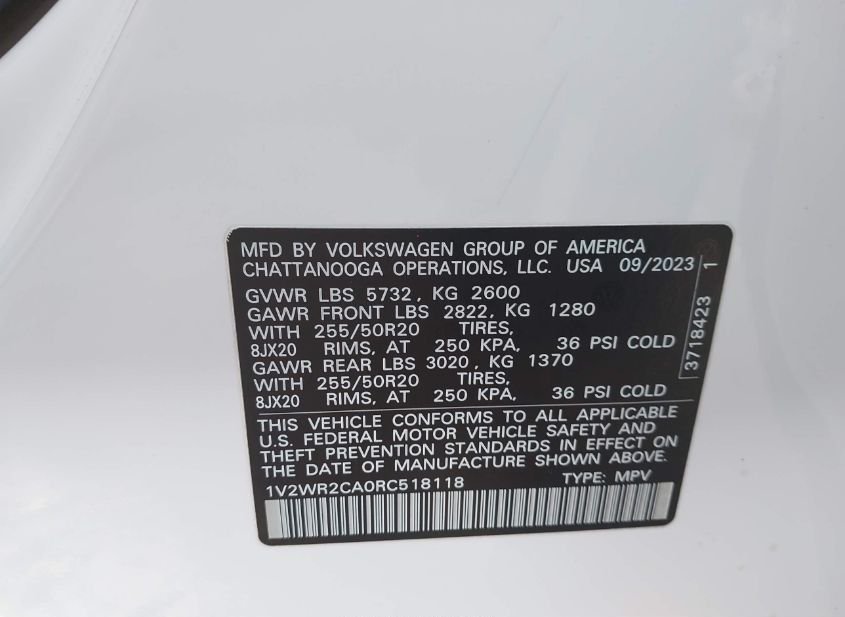 MFD BY VOLKSWAGEN GROUP OF AMERICA
CHATTANOOGA OPERATIONS, LLC. USA 09/2023
GVWR LBS 5732, KG 2600
GAWR FRONT LBS 2822, KG 1280
WITH 255/50R20 TIRES,
8JX20 RIMS, AT 250 KPA, 36 PSI COLD
GAWR REAR LBS 3020, KG 1370
WITH 255/50R20 TIRES,
8JX20 RIMS, AT 250 KPA, 36 PSI COLD
3718423 1
THIS VEHICLE CONFORMS TO ALL APPLICABLE
U.S. FEDERAL MOTOR VEHICLE SAFETY AND
THEFT PREVENTION STANDARDS IN EFFECT ON
THE DATE OF MANUFACTURE SHOWN ABOVE.
1V2WR2CA0RC518118 TYPE: MPV